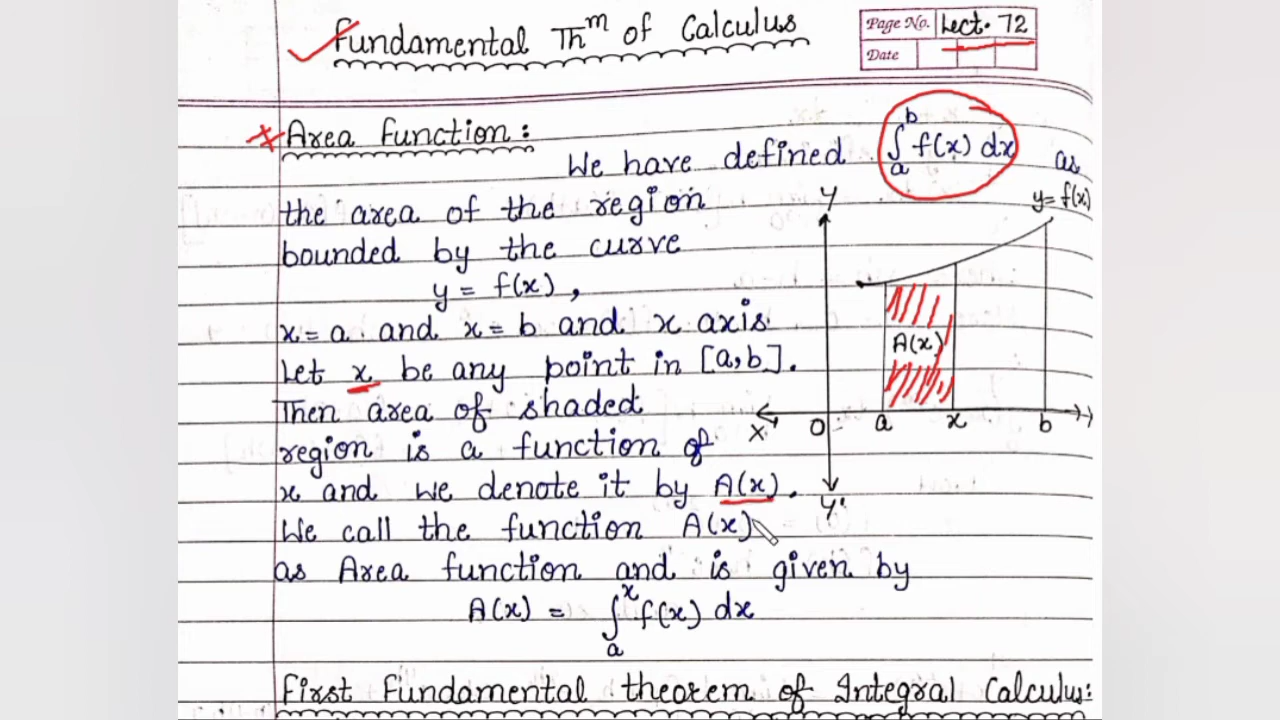 Fundamental Thm of Calculus
Page No. Lect. 72
Date
Area Function:
We have defined ∫ₐᵇ f(x) dx as
the area of the region
bounded by the curve
y = f(x),
x = a and x = b and x axis.
Let x be any point in [a,b].
Then area of shaded
region is a function of
x and we denote it by A(x).
We call the function A(x)
as Area function and is given by
A(x) = ∫ₐˣ f(x) dx
First Fundamental theorem of Integral Calculus:
Y
y = f(x)
A(x)
X' O a x b
Y'